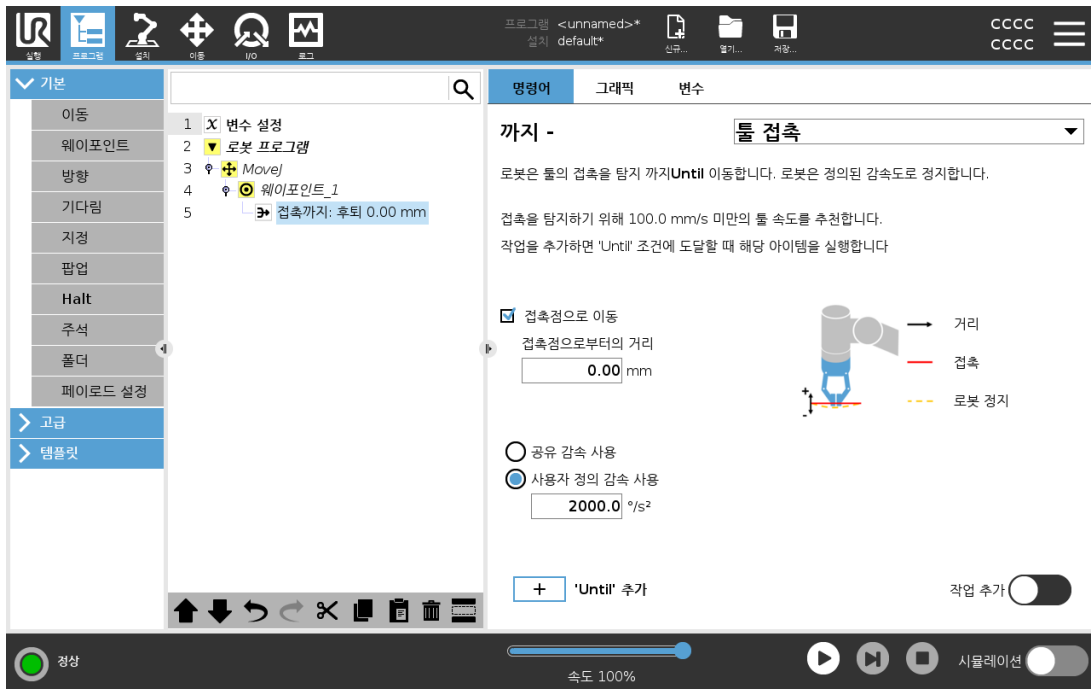 UR
실행
프로그램
설치
이동
I/O
로그
프로그램 <unnamed>*
설치 default*
신규...
열기...
저장...
CCCC
CCCC
기본
이동
웨이포인트
방향
기다림
지정
팝업
Halt
주석
폴더
페이로드 설정
고급
템플릿
1 x 변수 설정
2 로봇 프로그램
3 MoveJ
4 웨이포인트_1
5 접촉까지: 후퇴 0.00 mm
명령어 그래픽 변수
까지 - 툴 접촉
로봇은 툴의 접촉을 탐지 까지Until 이동합니다. 로봇은 정의된 감속도로 정지합니다.
접촉을 탐지하기 위해 100.0 mm/s 미만의 툴 속도를 추천합니다.
작업을 추가하면 'Until' 조건에 도달할 때 해당 아이템을 실행합니다
접촉점으로 이동
접촉점으로부터의 거리
0.00 mm
+
-
거리
접촉
로봇 정지
공유 감속 사용
사용자 정의 감속 사용
2000.0 °/s²
+ 'Until' 추가
작업 추가
정상
속도 100%
시뮬레이션